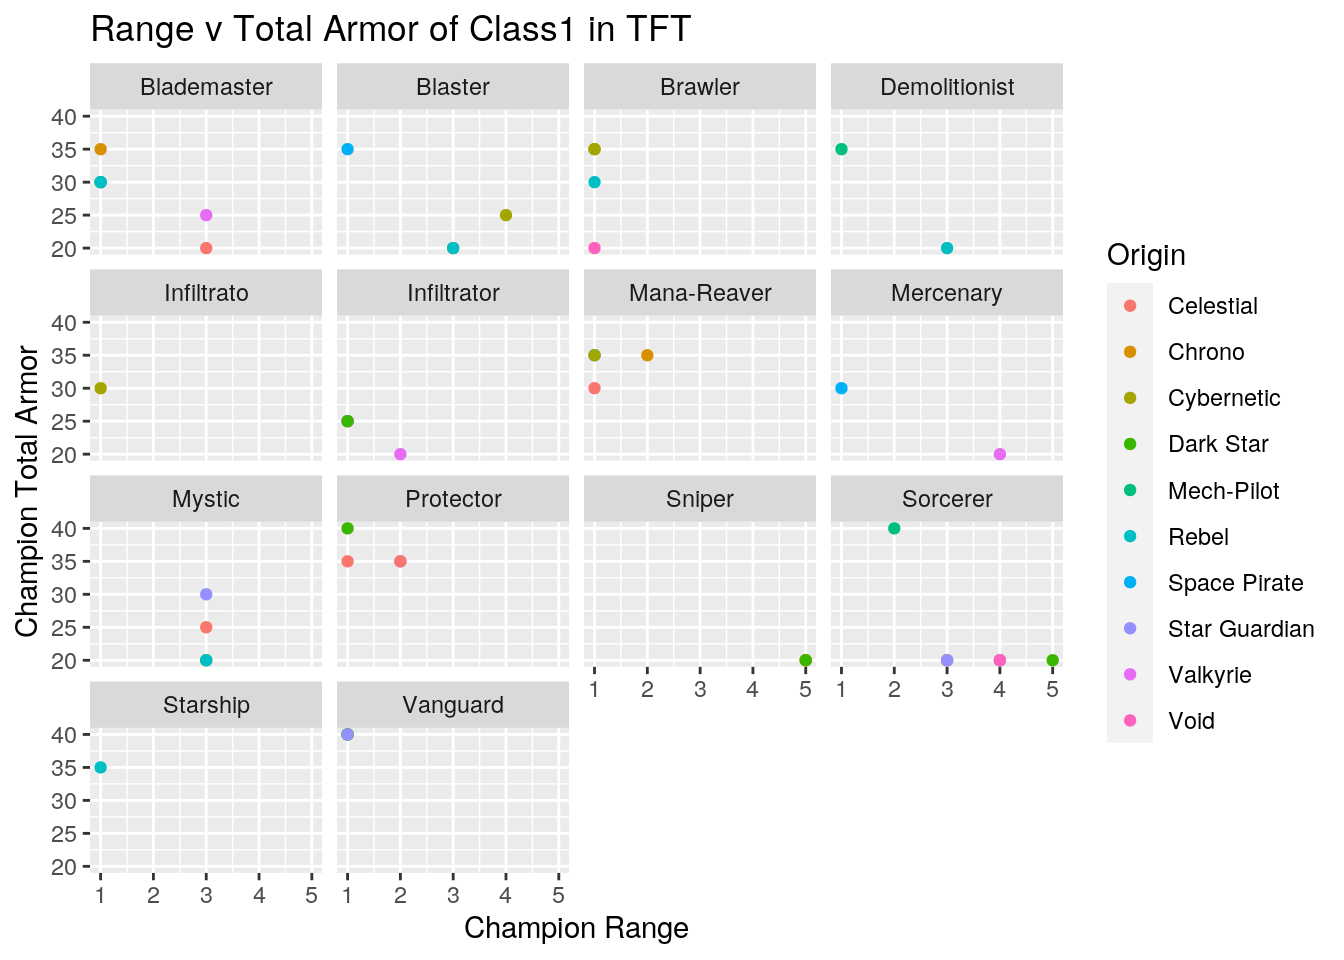 Range v Total Armor of Class1 in TFT
Blademaster
Blaster
Brawler
Demolitionist
40
35
30
25
20
Infiltrato
Infiltrator
Mana-Reaver
Mercenary
40
35
30
25
20
Mystic
Protector
Sniper
Sorcerer
40
35
30
25
20
1 2 3 4 5
1 2 3 4 5
Starship
Vanguard
40
35
30
25
20
1 2 3 4 5
1 2 3 4 5
Champion Range
Champion Total Armor
Origin
Celestial
Chrono
Cybernetic
Dark Star
Mech-Pilot
Rebel
Space Pirate
Star Guardian
Valkyrie
Void